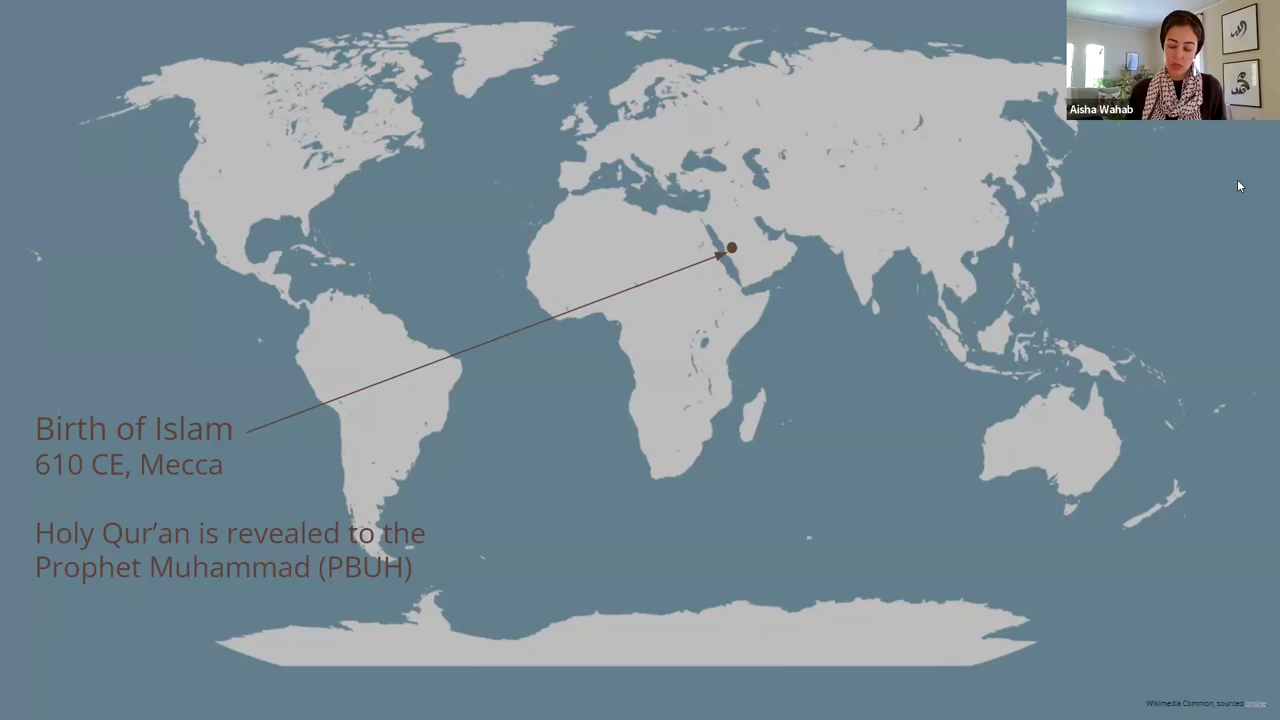 Aisha Wahab
Birth of Islam
610 CE, Mecca
Holy Qur’an is revealed to the
Prophet Muhammad (PBUH)
Wikimedia Common, sourced online